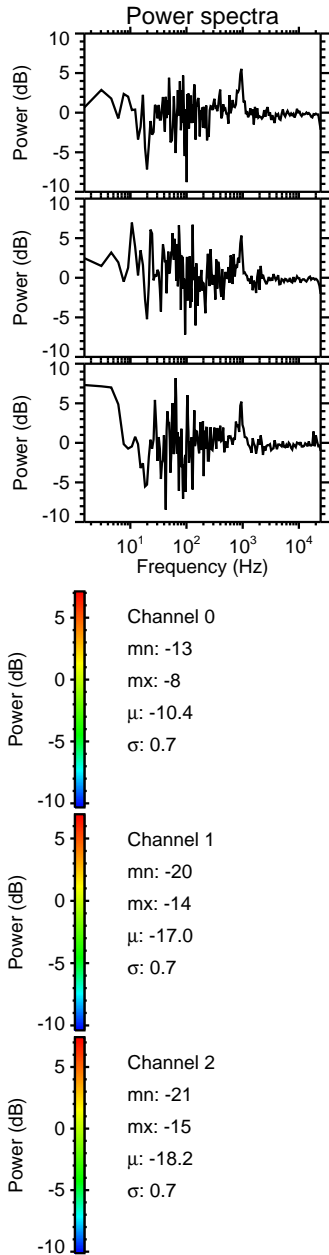 Power spectra
10
5
0
-5
-10
Power (dB)
10
5
0
-5
-10
Power (dB)
10
5
0
-5
-10
Power (dB)
10¹ 10² 10³ 10⁴
Frequency (Hz)
5
0
-5
-10
Power (dB)
Channel 0
mn: -13
mx: -8
μ: -10.4
σ: 0.7
5
0
-5
-10
Power (dB)
Channel 1
mn: -20
mx: -14
μ: -17.0
σ: 0.7
5
0
-5
-10
Power (dB)
Channel 2
mn: -21
mx: -15
μ: -18.2
σ: 0.7